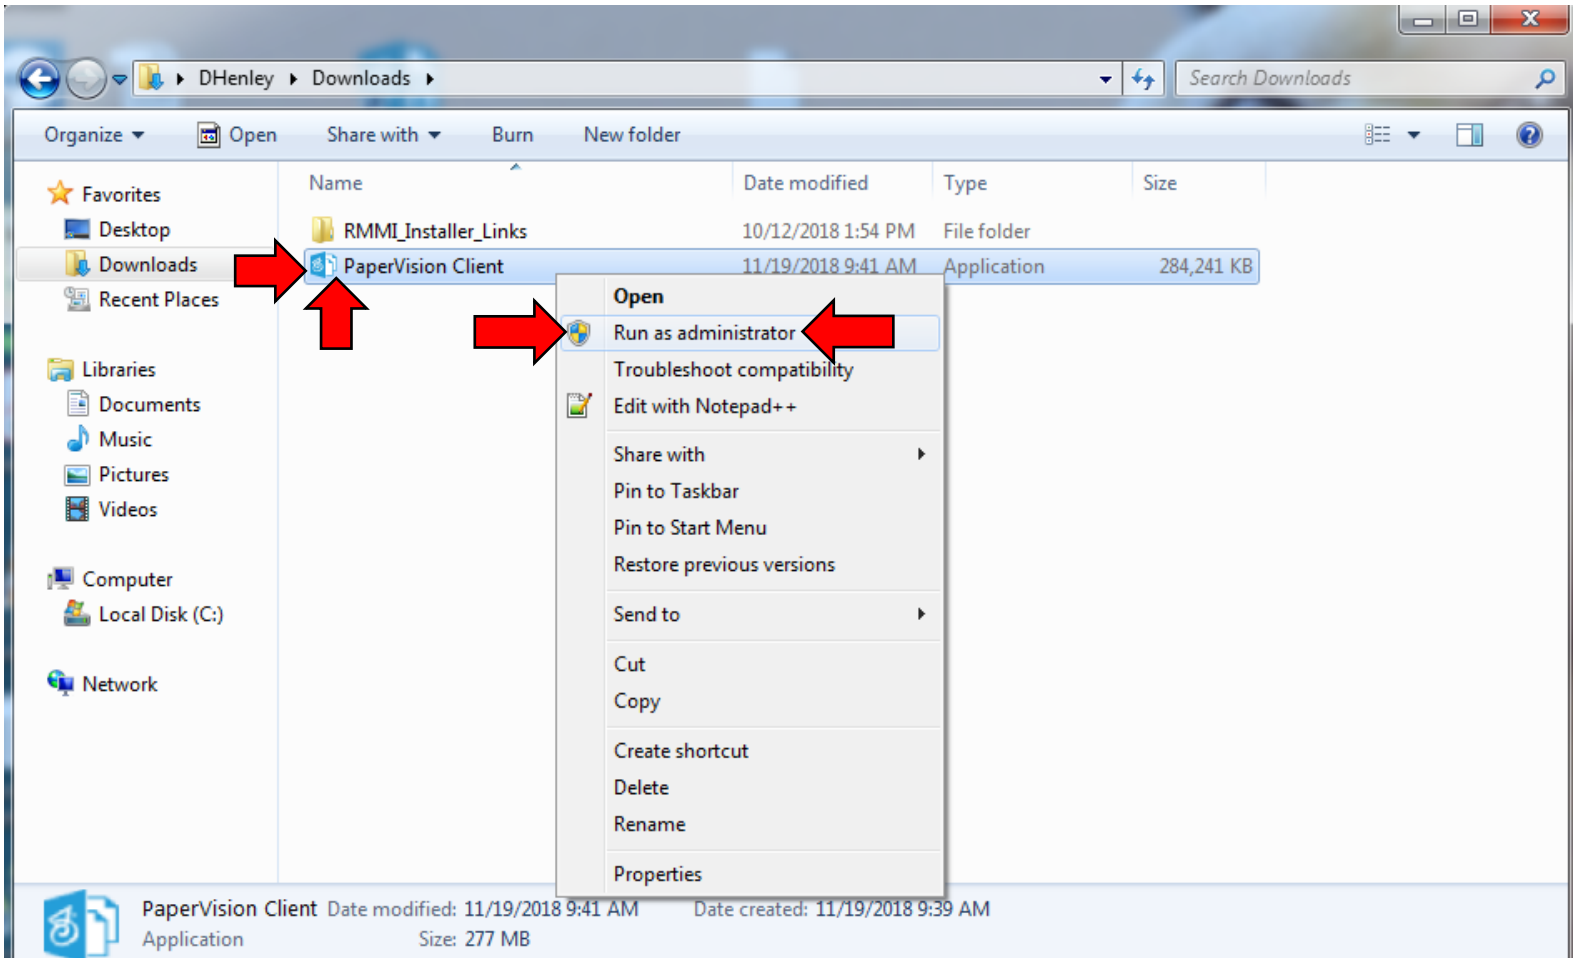 DHenley Downloads
Search Downloads
Organize Open Share with Burn New folder
Name Date modified Type Size
Favorites
Desktop
Downloads
Recent Places
Libraries
Documents
Music
Pictures
Videos
Computer
Local Disk (C:)
Network
RMMI_Installer_Links 10/12/2018 1:54 PM File folder
PaperVision Client 11/19/2018 9:41 AM Application 284,241 KB
Open
Run as administrator
Troubleshoot compatibility
Edit with Notepad++
Share with
Pin to Taskbar
Pin to Start Menu
Restore previous versions
Send to
Cut
Copy
Create shortcut
Delete
Rename
Properties
PaperVision Client Date modified: 11/19/2018 9:41 AM Date created: 11/19/2018 9:39 AM
Application Size: 277 MB